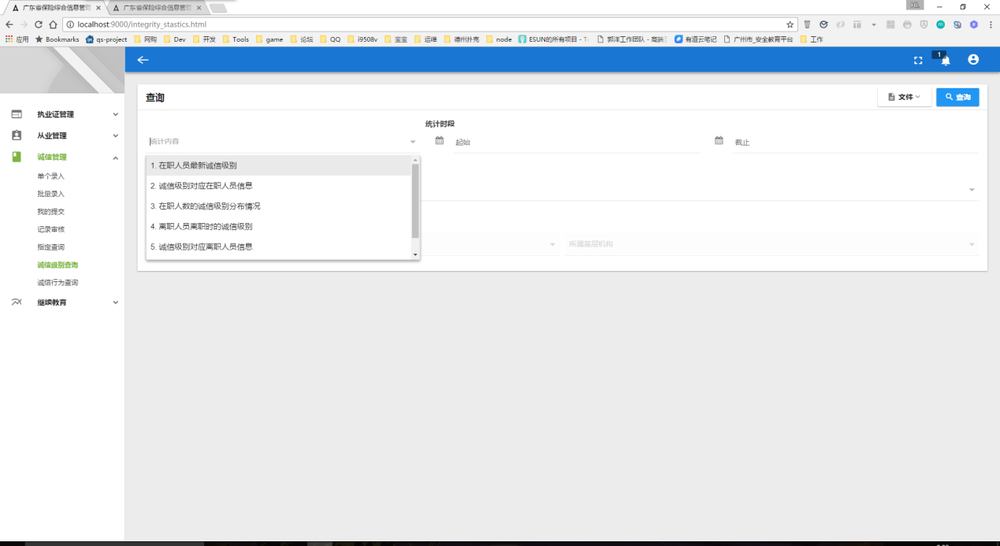 广东省保险综合信息管理
广东省保险综合信息管理
HL
localhost:9000/integrity_stastics.html
应用
Bookmarks
qs-project
网购
Dev
开发
Tools
game
论坛
QQ
i9508v
宝宝
运维
德州扑克
node
ESUN的所有项目 - T
郭洋工作团队 - 高端
有道云笔记
广州市_安全教育平台
工作
1
执业证管理
从业管理
诚信管理
单个录入
批量录入
我的提交
记录审核
指定查询
诚信级别查询
诚信行为查询
继续教育
查询
文件
查询
统计时段
统计内容
起始
截止
1. 在职人员最新诚信级别
2. 诚信级别对应在职人员信息
3. 在职人数的诚信级别分布情况
4. 离职人员离职时的诚信级别
5. 诚信级别对应离职人员信息
所属基层机构